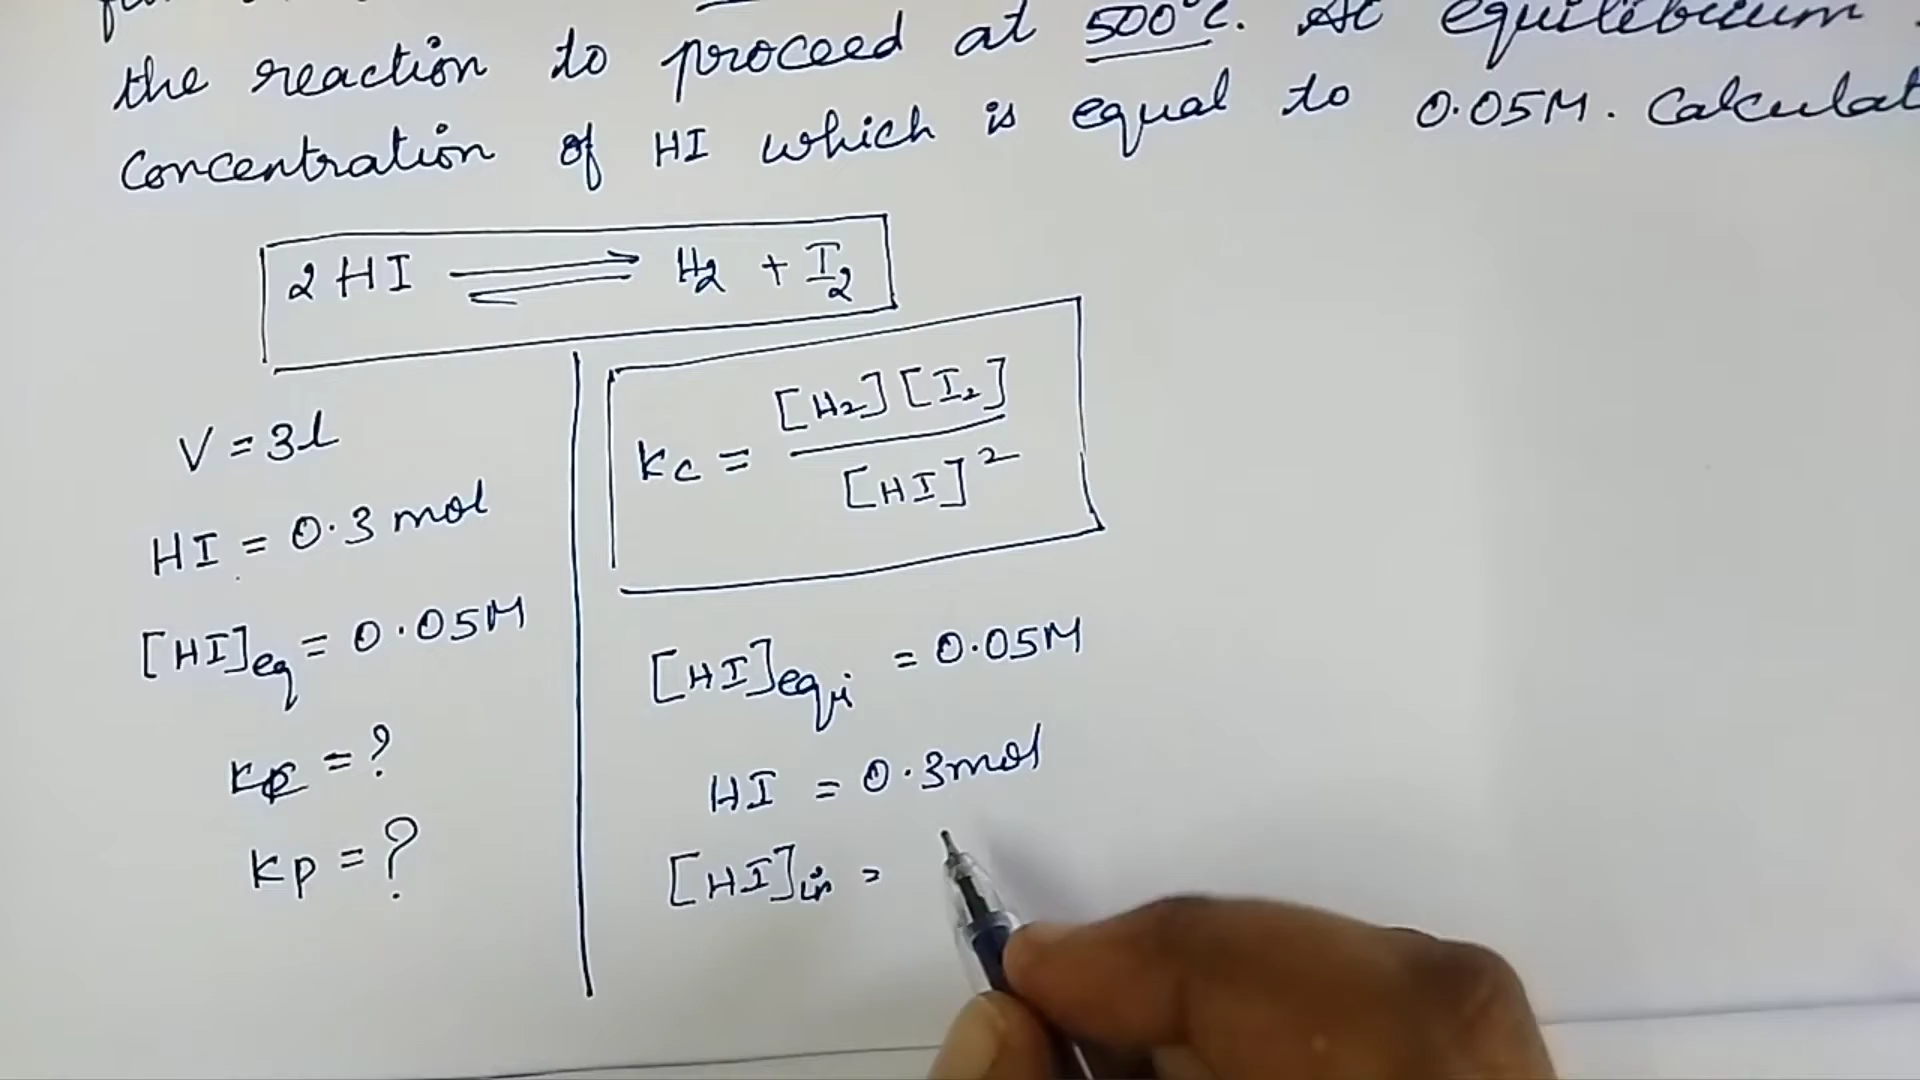 the reaction to proceed at 500°C. At equilibrium
concentration of HI which is equal to 0.05M. Calculat
2HI ⇌ H₂ + I₂
V = 3l
HI = 0.3 mol
[HI]eq = 0.05M
Kc = ?
Kp = ?
Kc = [H₂][I₂] / [HI]²
[HI]equi = 0.05M
HI = 0.3mol
[HI]in =